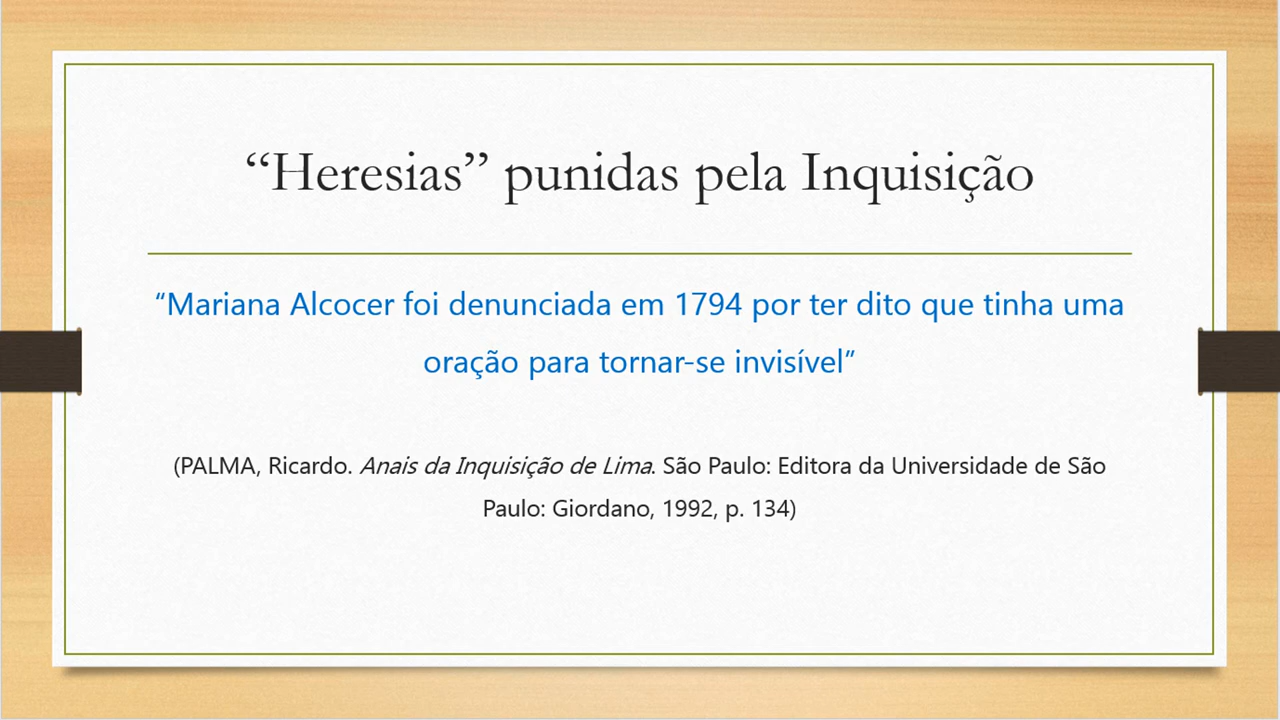 “Heresias” punidas pela Inquisição
“Mariana Alcocer foi denunciada em 1794 por ter dito que tinha uma
oração para tornar-se invisível”
(PALMA, Ricardo. Anais da Inquisição de Lima. São Paulo: Editora da Universidade de São
Paulo: Giordano, 1992, p. 134)